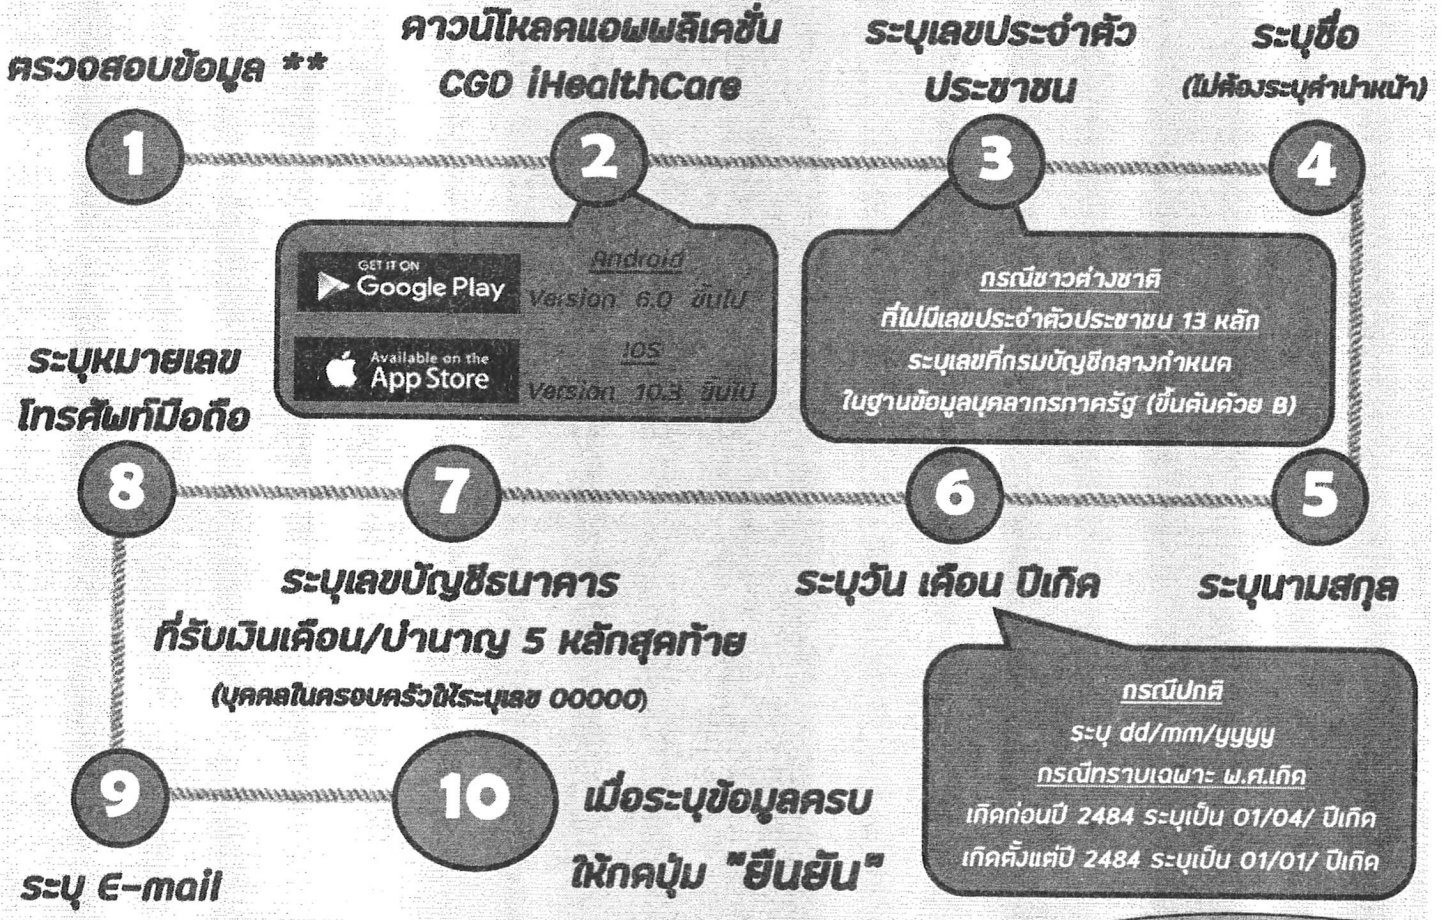 ตรวจสอบข้อมูล **
1
ดาวน์โหลดแอพพลิเคชั่น
CGD iHealthCare
2
GET IT ON
Google Play
Available on the
App Store
Android
Version 6.0 ขึ้นไป
IOS
Version 10.3 ขึ้นไป
ระบุเลขประจำตัว
ประชาชน
3
กรณีชาวต่างชาติ
ที่ไม่มีเลขประจำตัวประชาชน 13 หลัก
ระบุเลขที่กรมบัญชีกลางกำหนด
ในฐานข้อมูลบุคลากรภาครัฐ (ขึ้นต้นด้วย B)
ระบุชื่อ
(ไม่ต้องระบุคำนำหน้า)
4
5
ระบุนามสกุล
6
ระบุวัน เดือน ปีเกิด
กรณีปกติ
ระบุ dd/mm/yyyy
กรณีทราบเฉพาะ พ.ศ.เกิด
เกิดก่อนปี 2484 ระบุเป็น 01/04/ ปีเกิด
เกิดตั้งแต่ปี 2484 ระบุเป็น 01/01/ ปีเกิด
7
ระบุเลขบัญชีธนาคาร
ที่รับเงินเดือน/บำนาญ 5 หลักสุดท้าย
(บุคคลในครอบครัวให้ระบุเลข 00000)
ระบุหมายเลข
โทรศัพท์มือถือ
8
9
ระบุ E-mail
10
เมื่อระบุข้อมูลครบ
ให้กดปุ่ม "ยืนยัน"